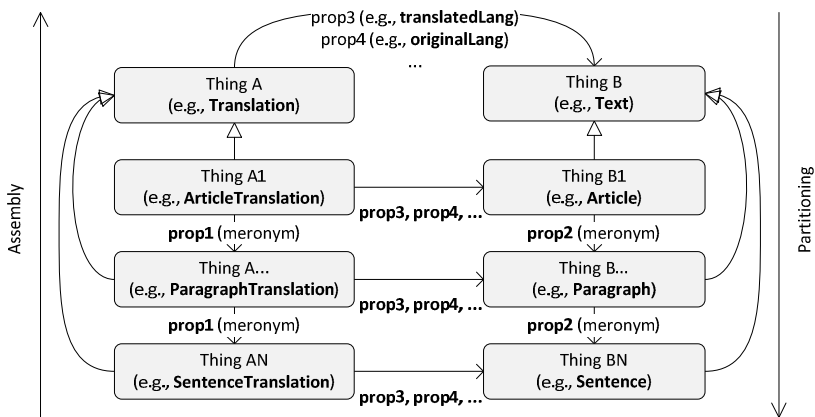 prop3 (e.g., translatedLang)
prop4 (e.g., originalLang)
...
Thing A
(e.g., Translation)
Thing B
(e.g., Text)
Thing A1
(e.g., ArticleTranslation)
Thing B1
(e.g., Article)
prop3, prop4, ...
prop1 (meronym)
prop2 (meronym)
Thing A...
(e.g., ParagraphTranslation)
Thing B...
(e.g., Paragraph)
prop3, prop4, ...
prop1 (meronym)
prop2 (meronym)
Thing AN
(e.g., SentenceTranslation)
Thing BN
(e.g., Sentence)
prop3, prop4, ...
Assembly
Partitioning